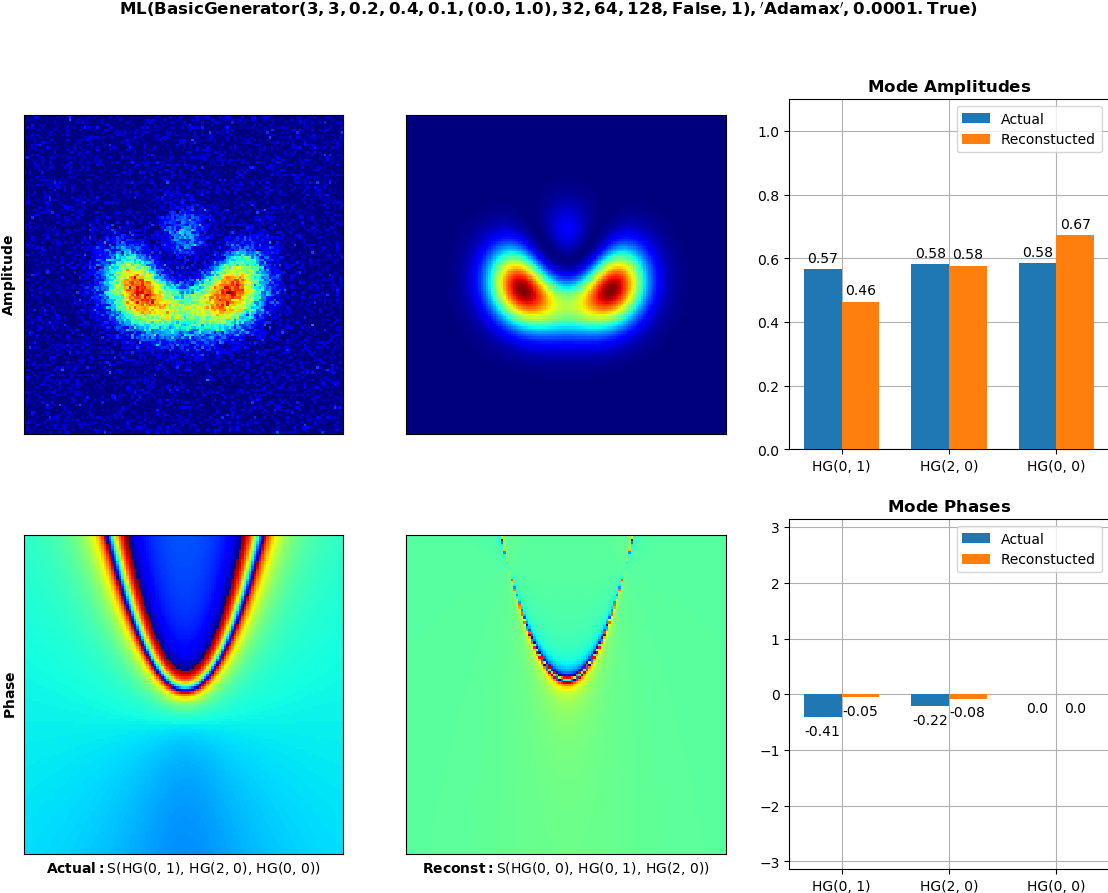 ML(BasicGenerator(3, 3, 0.2, 0.4, 0.1, (0.0, 1.0), 32, 64, 128, False, 1), ′Adamax′, 0.0001. True)
Amplitude
Mode Amplitudes
Actual
Reconstucted
1.0
0.8
0.6
0.4
0.2
0.0
0.57
0.46
0.58
0.58
0.58
0.67
HG(0, 1)
HG(2, 0)
HG(0, 0)
Phase
Actual: S(HG(0, 1), HG(2, 0), HG(0, 0))
Reconst: S(HG(0, 0), HG(0, 1), HG(2, 0))
Mode Phases
Actual
Reconstucted
3
2
1
0
−1
−2
−3
-0.41
-0.05
-0.22
-0.08
0.0
0.0
HG(0, 1)
HG(2, 0)
HG(0, 0)